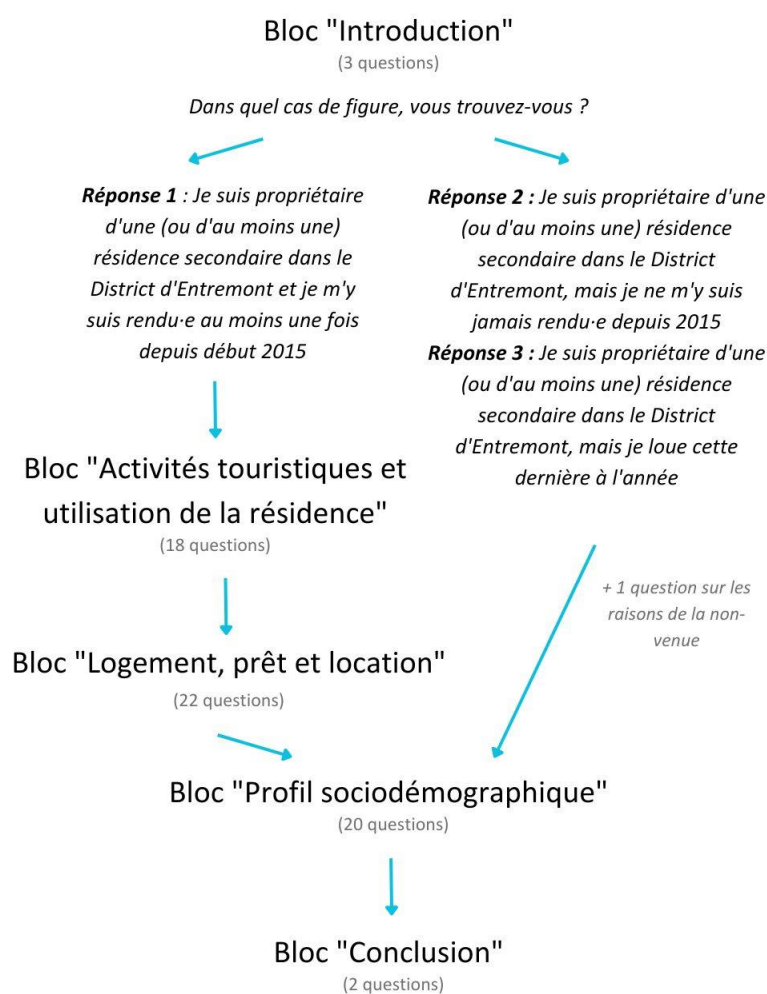 Bloc "Introduction"
(3 questions)
Dans quel cas de figure, vous trouvez-vous ?
Réponse 1 : Je suis propriétaire
d'une (ou d'au moins une)
résidence secondaire dans le
District d'Entremont et je m'y
suis rendu·e au moins une fois
depuis début 2015
Réponse 2 : Je suis propriétaire d'une
(ou d'au moins une) résidence
secondaire dans le District
d'Entremont, mais je ne m'y suis
jamais rendu·e depuis 2015
Réponse 3 : Je suis propriétaire d'une
(ou d'au moins une) résidence
secondaire dans le District
d'Entremont, mais je loue cette
dernière à l'année
Bloc "Activités touristiques et
utilisation de la résidence"
(18 questions)
+ 1 question sur les
raisons de la non-
venue
Bloc "Logement, prêt et location"
(22 questions)
Bloc "Profil sociodémographique"
(20 questions)
Bloc "Conclusion"
(2 questions)